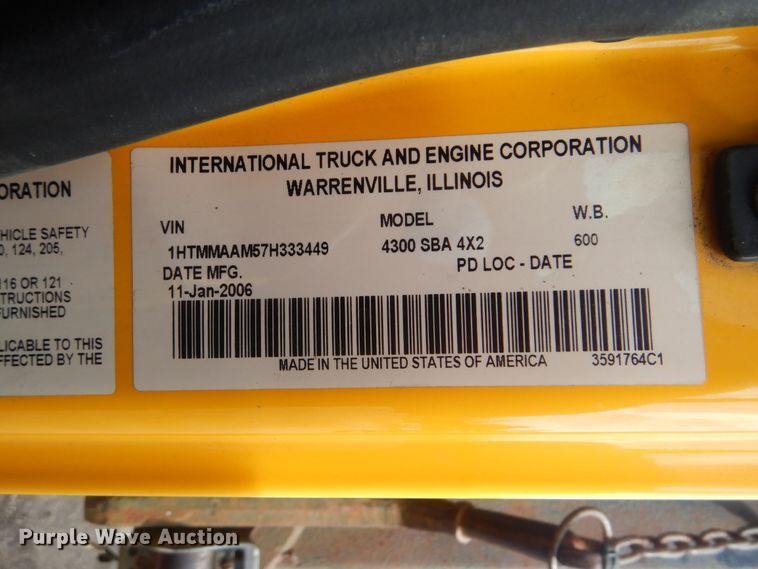 ORATION
HICLE SAFETY
0, 124, 205,
116 OR 121
STRUCTIONS
FURNISHED
ICABLE TO THIS
FFECTED BY THE
INTERNATIONAL TRUCK AND ENGINE CORPORATION
WARRENVILLE, ILLINOIS
VIN MODEL W.B.
1HTMMAAM57H333449 4300 SBA 4X2 600
DATE MFG. PD LOC - DATE
11-Jan-2006
MADE IN THE UNITED STATES OF AMERICA 3591764C1
Purple Wave Auction